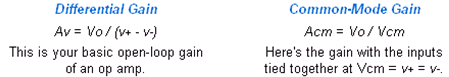 Differential Gain
Av = Vo / (v+ - v-)
This is your basic open-loop gain
of an op amp.
Common-Mode Gain
Acm = Vo / Vcm
Here's the gain with the inputs
tied together at Vcm = v+ = v-.